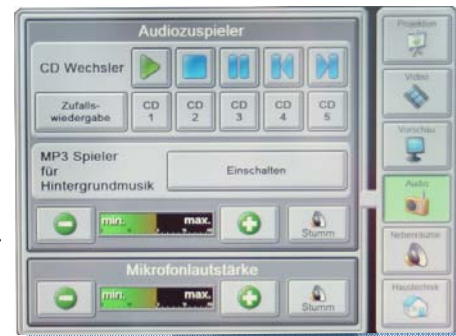 Audiozuspieler
CD Wechsler
Zufalls-
wiedergabe
CD
1
CD
2
CD
3
CD
4
CD
5
MP3 Spieler
für
Hintergrundmusik
Einschalten
min.
max.
Stumm
Mikrofonlautstärke
min.
max.
Stumm
Projektion
Video
Vorschau
Audio
Nebenräume
Haustechnik